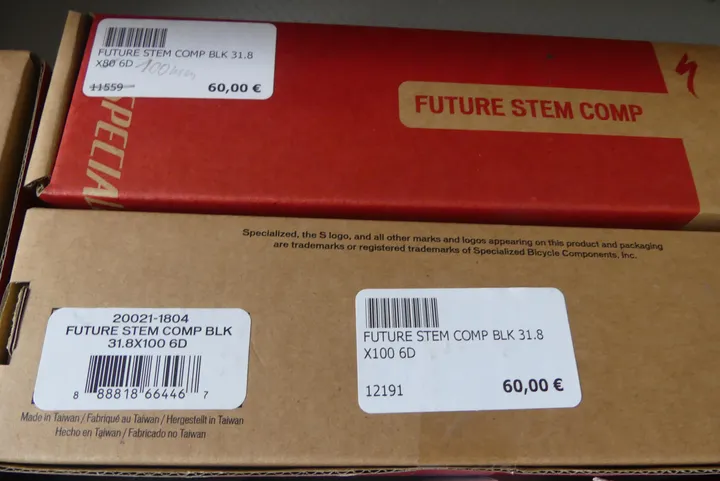 FUTURE STEM COMP BLK 31.8
X80 6D 100mm
11559
60,00 €
SPECIAL
FUTURE STEM COMP
Specialized, the S logo, and all other marks and logos appearing on this product and packaging
are trademarks or registered trademarks of Specialized Bicycle Components, Inc.
20021-1804
FUTURE STEM COMP BLK
31.8X100 6D
8 88818 66446 7
Made in Taiwan / Fabriqué au Taïwan / Hergestellt in Taiwan
Hecho en Taiwan / Fabricado no Taiwan
FUTURE STEM COMP BLK 31.8
X100 6D
12191
60,00 €